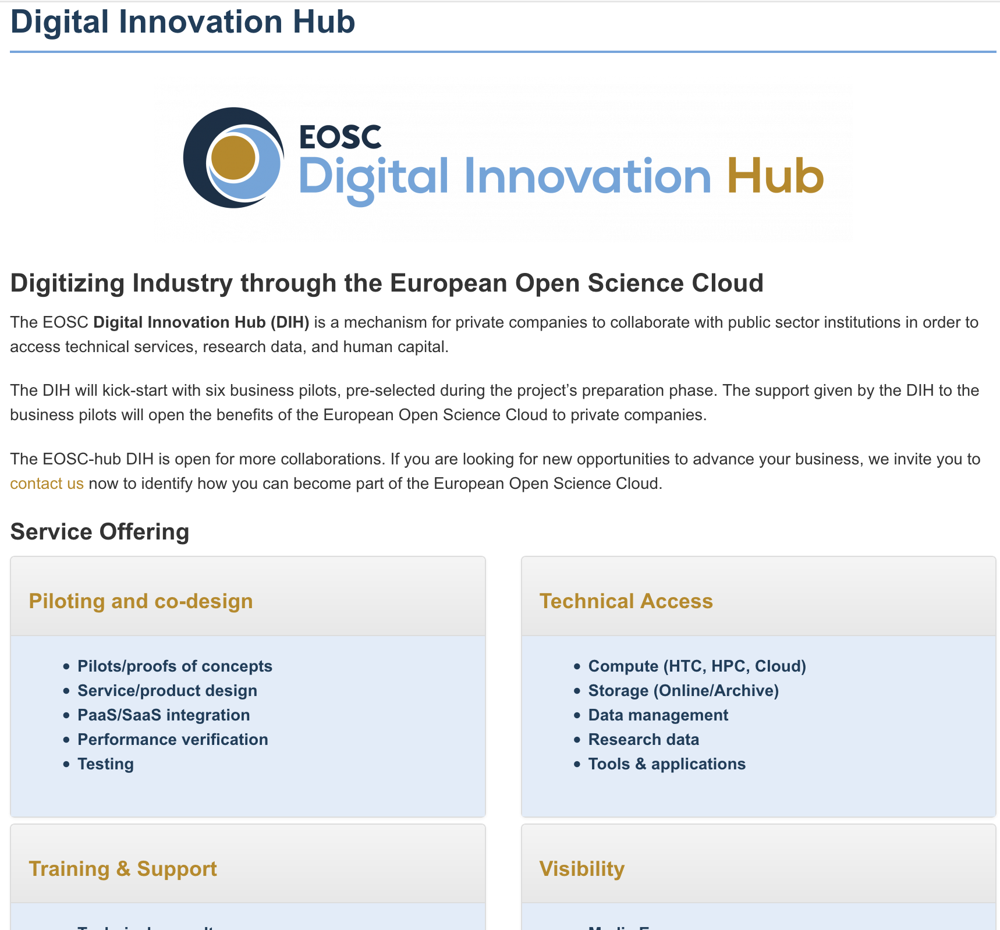 Digital Innovation Hub
EOSC
Digital Innovation Hub
Digitizing Industry through the European Open Science Cloud
The EOSC Digital Innovation Hub (DIH) is a mechanism for private companies to collaborate with public sector institutions in order to
access technical services, research data, and human capital.
The DIH will kick-start with six business pilots, pre-selected during the project’s preparation phase. The support given by the DIH to the
business pilots will open the benefits of the European Open Science Cloud to private companies.
The EOSC-hub DIH is open for more collaborations. If you are looking for new opportunities to advance your business, we invite you to
contact us now to identify how you can become part of the European Open Science Cloud.
Service Offering
Piloting and co-design
• Pilots/proofs of concepts
• Service/product design
• PaaS/SaaS integration
• Performance verification
• Testing
Technical Access
• Compute (HTC, HPC, Cloud)
• Storage (Online/Archive)
• Data management
• Research data
• Tools & applications
Training & Support
Visibility